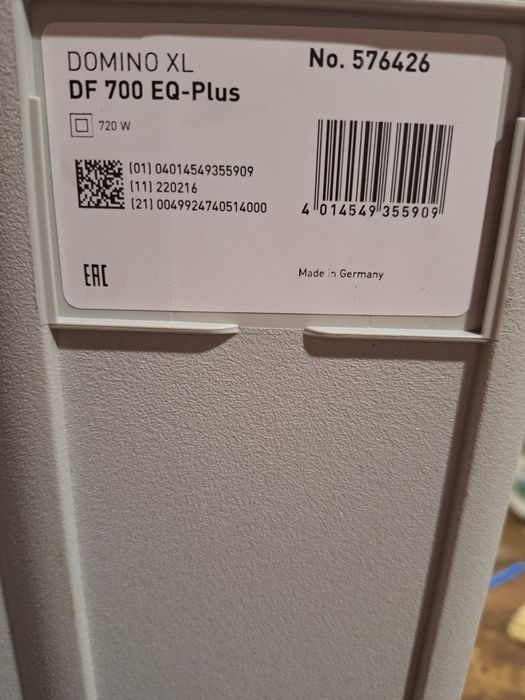 DOMINO XL
DF 700 EQ-Plus
No. 576426
720 W
(01) 04014549355909
(11) 220216
(21) 0049924740514000
4 014549 355909
EAC
Made in Germany